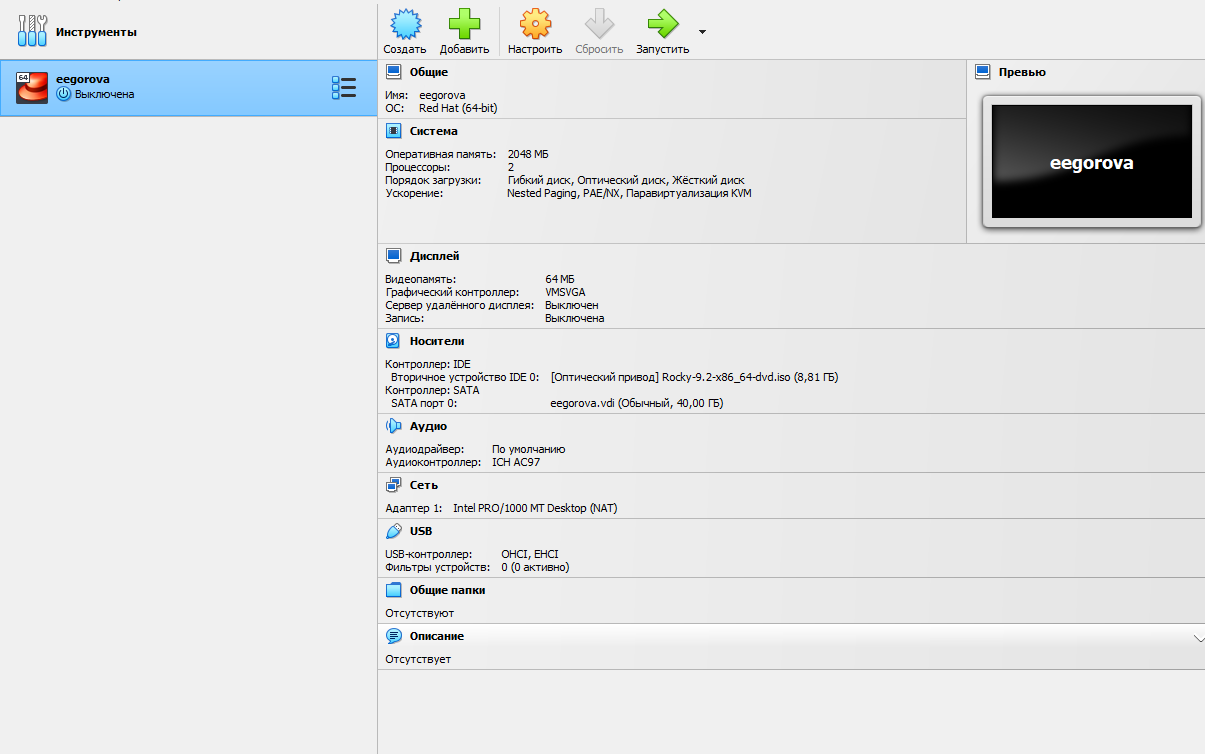 Инструменты
64
eegorova
Выключена
Создать Добавить Настроить Сбросить Запустить
Общие
Имя: eegorova
ОС: Red Hat (64-bit)
Превью
eegorova
Система
Оперативная память: 2048 МБ
Процессоры: 2
Порядок загрузки: Гибкий диск, Оптический диск, Жёсткий диск
Ускорение: Nested Paging, PAE/NX, Паравиртуализация KVM
Дисплей
Видеопамять: 64 МБ
Графический контроллер: VMSVGA
Сервер удалённого дисплея: Выключен
Запись: Выключена
Носители
Контроллер: IDE
Вторичное устройство IDE 0: [Оптический привод] Rocky-9.2-x86_64-dvd.iso (8,81 ГБ)
Контроллер: SATA
SATA порт 0: eegorova.vdi (Обычный, 40,00 ГБ)
Аудио
Аудиодрайвер: По умолчанию
Аудиоконтроллер: ICH AC97
Сеть
Адаптер 1: Intel PRO/1000 MT Desktop (NAT)
USB
USB-контроллер: OHCI, EHCI
Фильтры устройств: 0 (0 активно)
Общие папки
Отсутствуют
Описание
Отсутствует